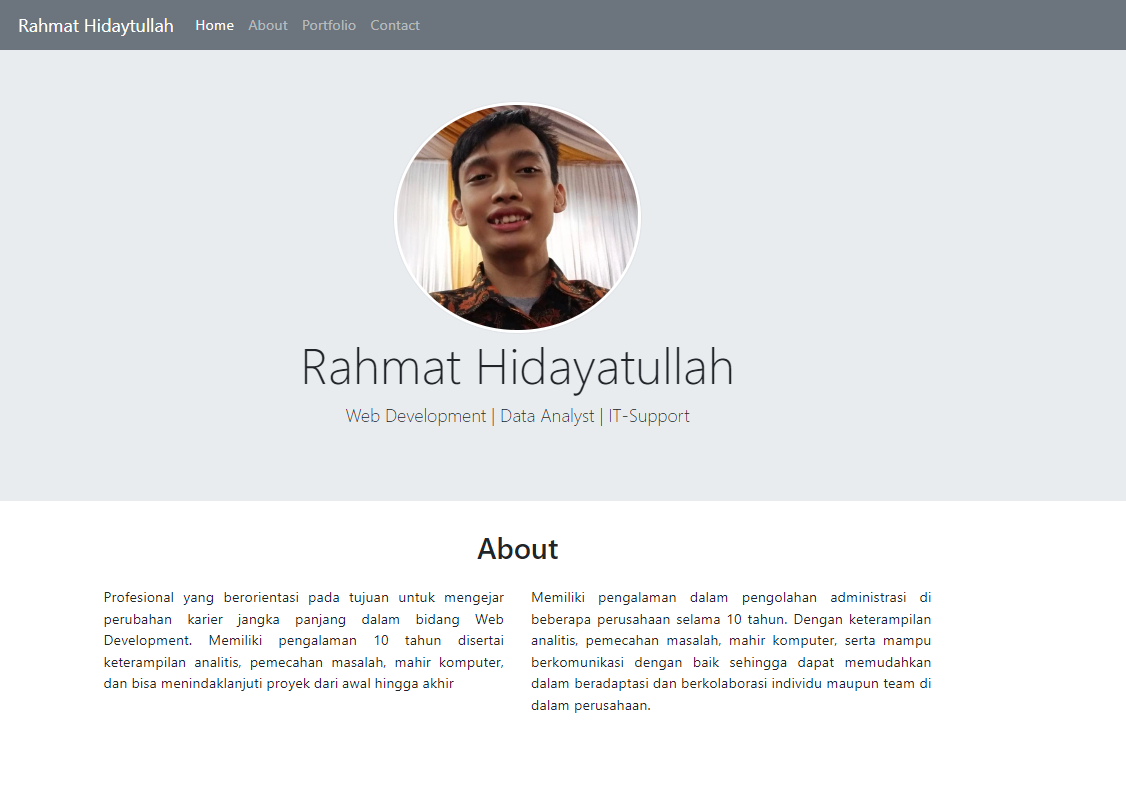 Rahmat Hidaytullah Home About Portfolio Contact
Rahmat Hidayatullah
Web Development | Data Analyst | IT-Support
About
Profesional yang berorientasi pada tujuan untuk mengejar
perubahan karier jangka panjang dalam bidang Web
Development. Memiliki pengalaman 10 tahun disertai
keterampilan analitis, pemecahan masalah, mahir komputer,
dan bisa menindaklanjuti proyek dari awal hingga akhir
Memiliki pengalaman dalam pengolahan administrasi di
beberapa perusahaan selama 10 tahun. Dengan keterampilan
analitis, pemecahan masalah, mahir komputer, serta mampu
berkomunikasi dengan baik sehingga dapat memudahkan
dalam beradaptasi dan berkolaborasi individu maupun team di
dalam perusahaan.